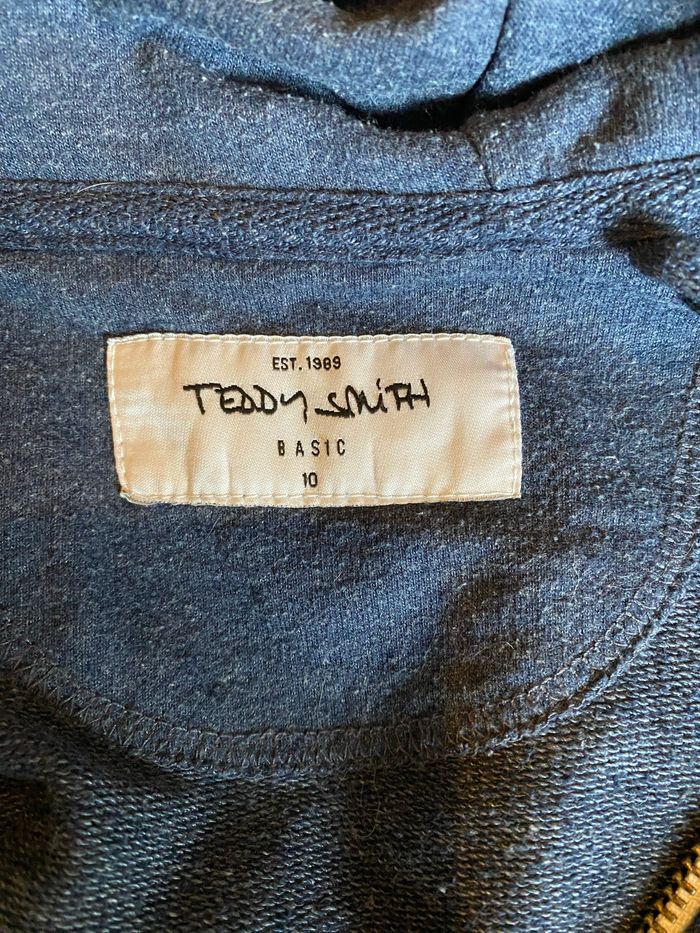 EST. 1989
TEDDY SMITH
BASIC
10